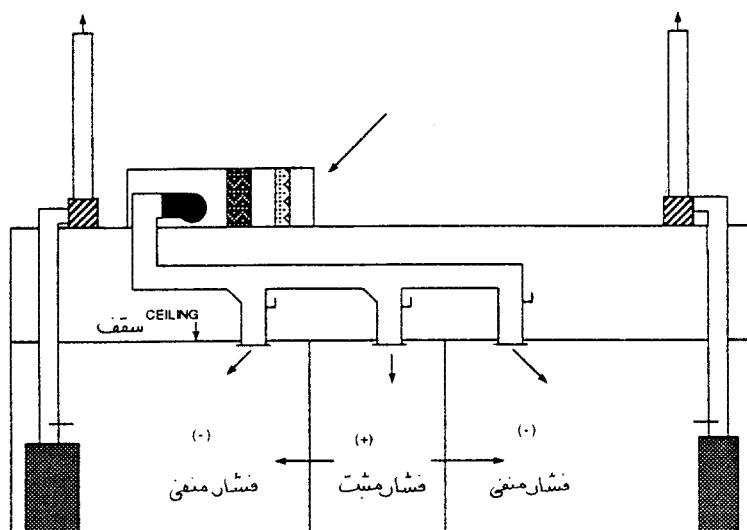 CEILING سقف
(-) (+) (-)
فشار منفی فشار مثبت فشار منفی